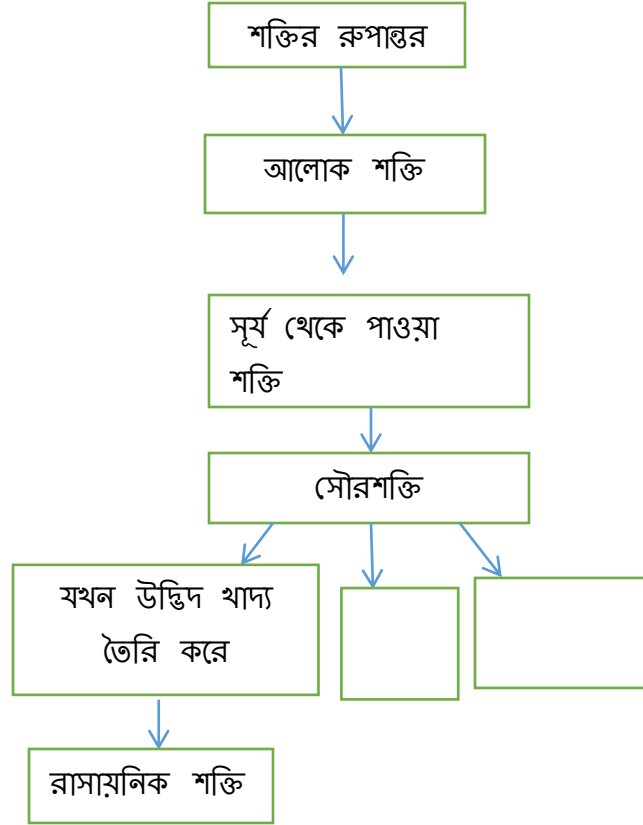 শক্তির রুপান্তর
আলোক শক্তি
সূর্য থেকে পাওয়া
শক্তি
সৌরশক্তি
যখন উদ্ভিদ খাদ্য
তৈরি করে
রাসায়নিক শক্তি